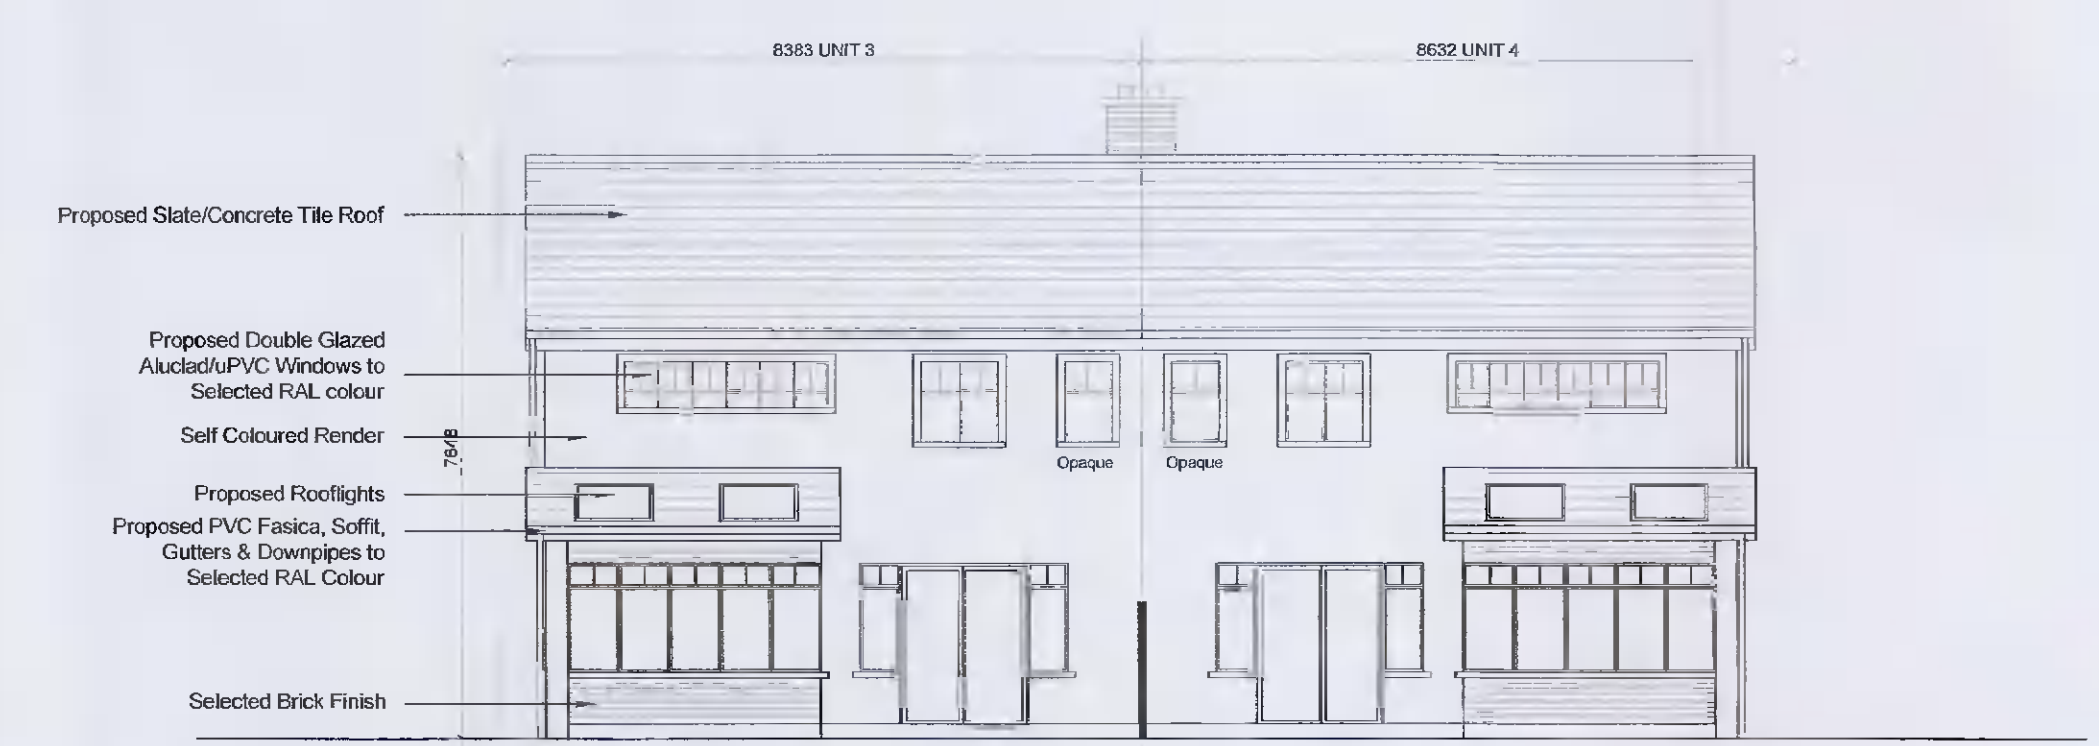 8383 UNIT 3
8632 UNIT 4
Proposed Slate/Concrete Tile Roof
Proposed Double Glazed
Aluclad/uPVC Windows to
Selected RAL colour
Self Coloured Render
7648
Opaque
Opaque
Proposed Rooflights
Proposed PVC Fasica, Soffit,
Gutters & Downpipes to
Selected RAL Colour
Selected Brick Finish